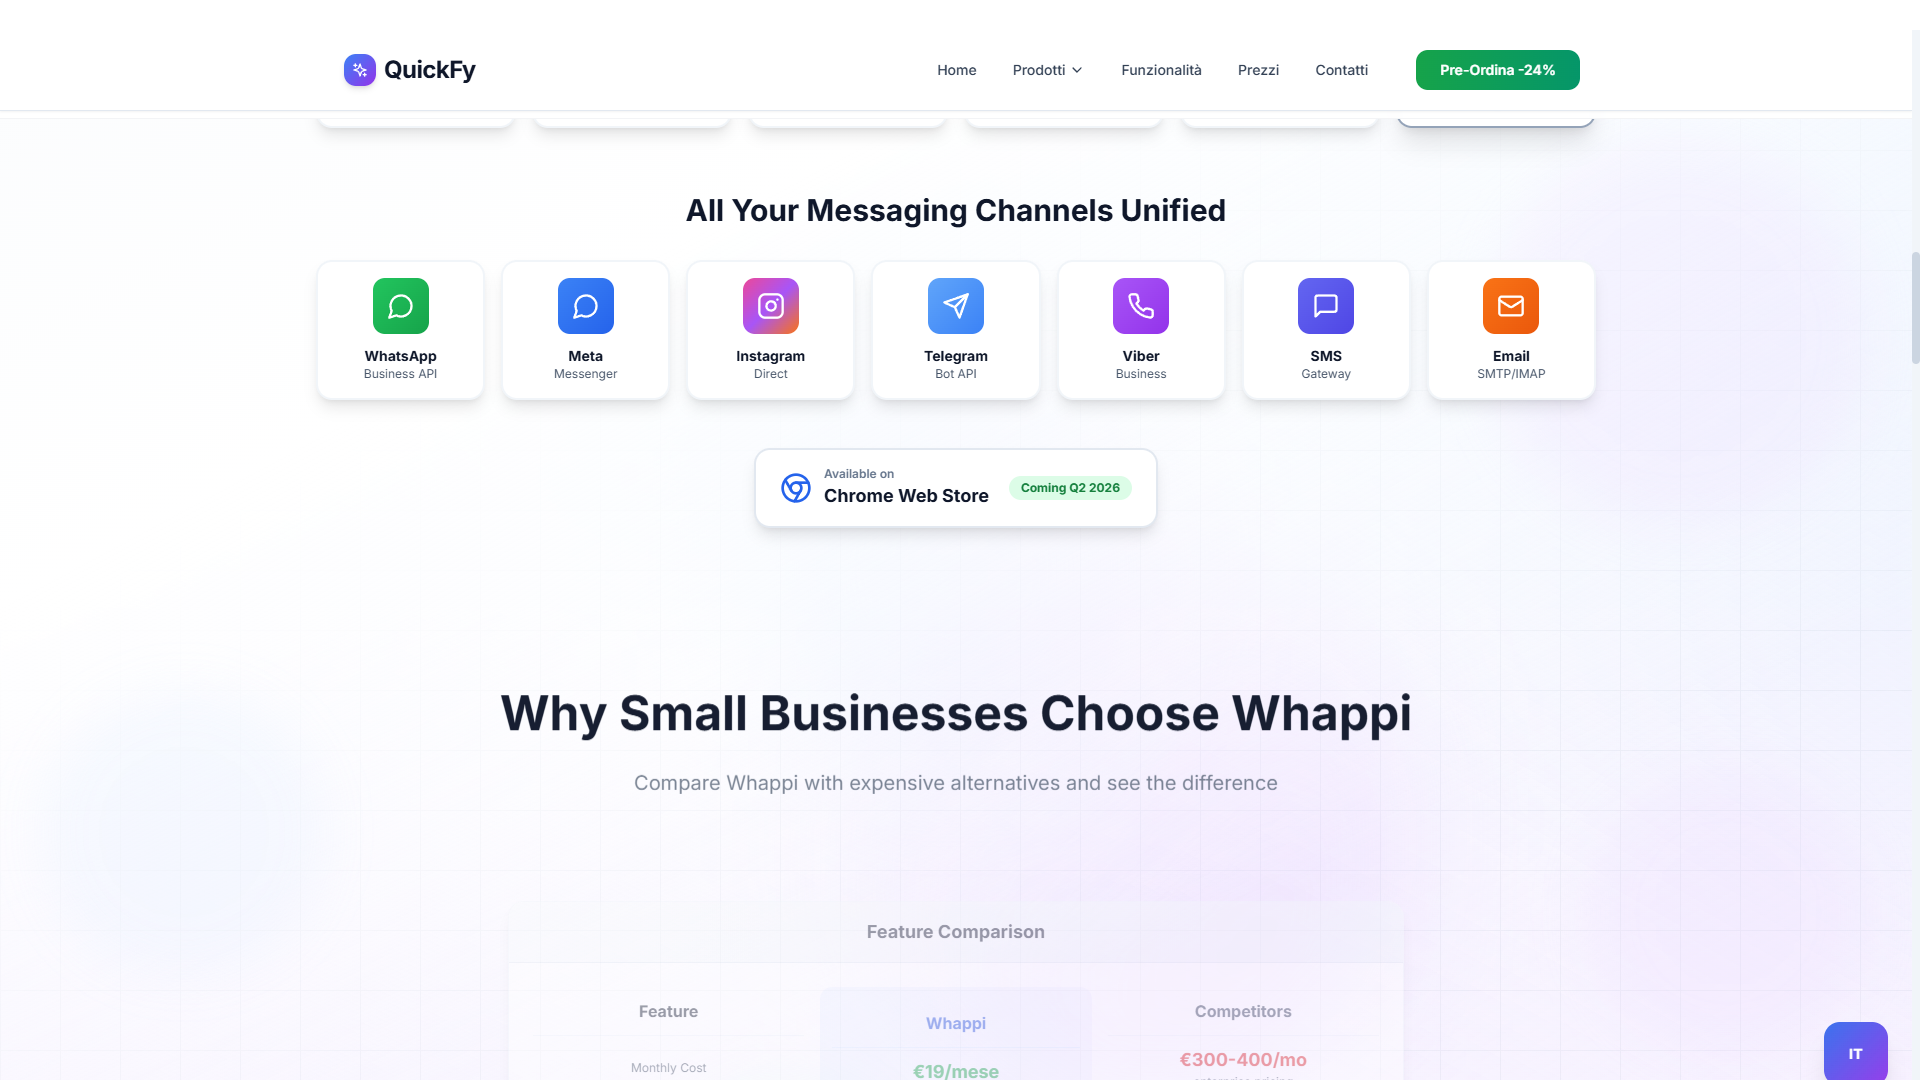 QuickFy
Home
Prodotti
Funzionalità
Prezzi
Contatti
Pre-Ordina -24%
All Your Messaging Channels Unified
WhatsApp
Business API
Meta
Messenger
Instagram
Direct
Telegram
Bot API
Viber
Business
SMS
Gateway
Email
SMTP/IMAP
Available on
Chrome Web Store
Coming Q2 2026
Why Small Businesses Choose Whappi
Compare Whappi with expensive alternatives and see the difference
Feature Comparison
Feature
Whappi
Competitors
Monthly Cost
€19/mese
€300-400/mo
enterprise pricing
IT